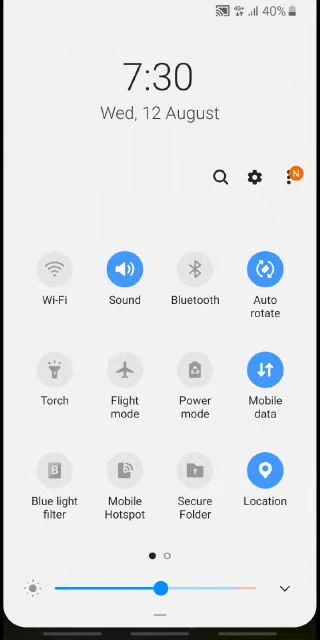 4G+ 40%
7:30
Wed, 12 August
N
Wi-Fi
Sound
Bluetooth
Auto
rotate
Torch
Flight
mode
Power
mode
Mobile
data
B
Blue light
filter
Mobile
Hotspot
Secure
Folder
Location